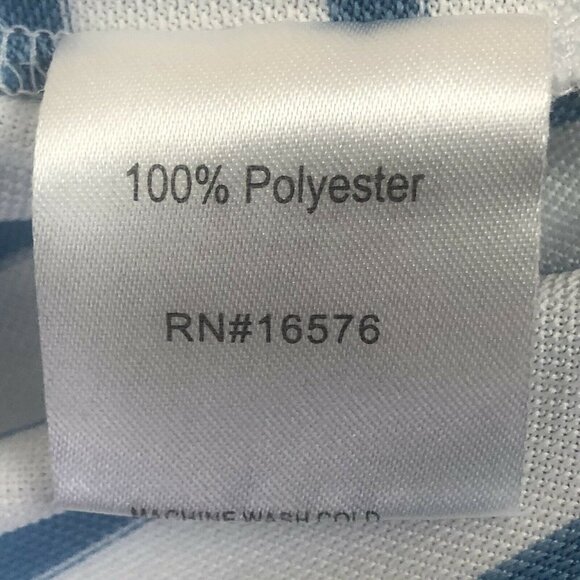 100% Polyester
RN#16576
MACHINE WASH COLD